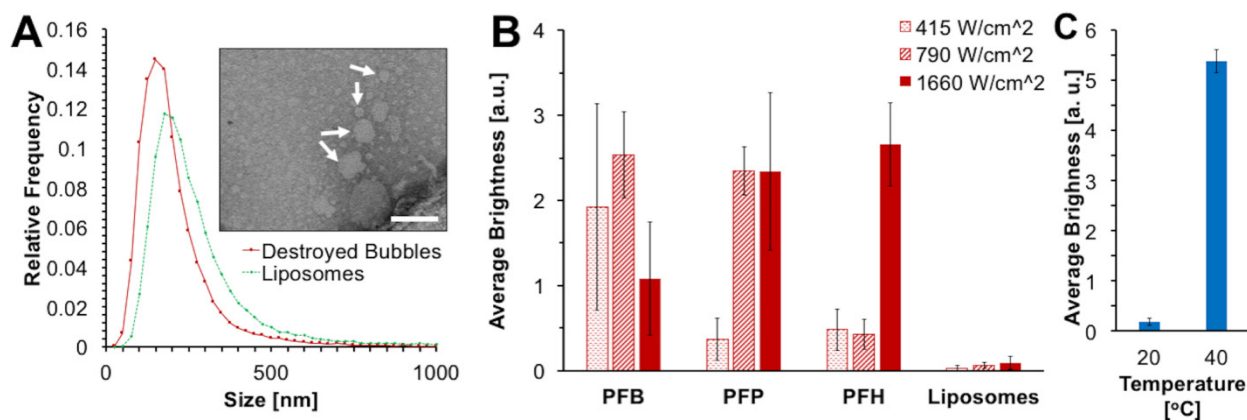 A
Relative Frequency
0.16
0.14
0.12
0.1
0.08
0.06
0.04
0.02
0
0
500
1000
Size [nm]
Destroyed Bubbles
Liposomes
B
Average Brightness [a.u.]
4
3
2
1
0
PFB
PFP
PFH
Liposomes
415 W/cm^2
790 W/cm^2
1660 W/cm^2
C
Average Brighness [a. u.]
6
5
4
3
2
1
0
20
40
Temperature
[ºC]